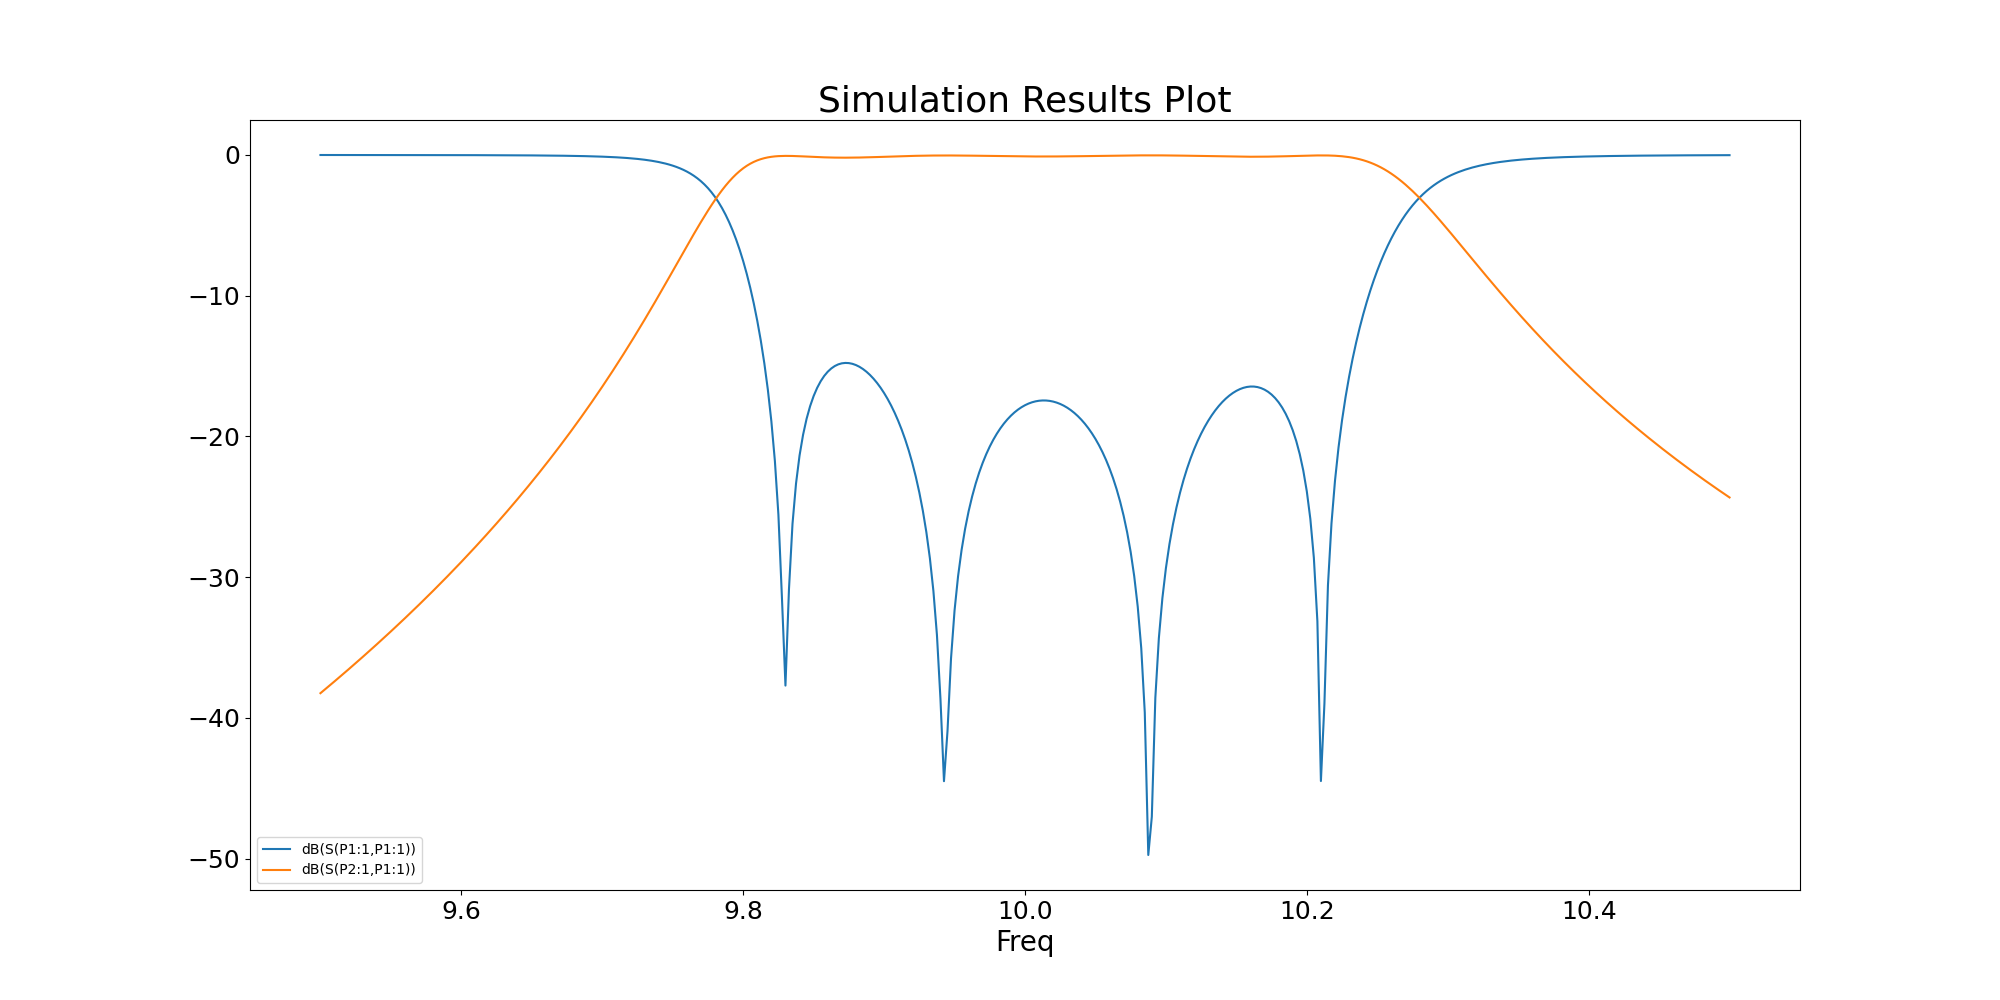 Simulation Results Plot
0
−10
−20
−30
−40
−50
dB(S(P1:1,P1:1))
dB(S(P2:1,P1:1))
9.6 9.8 10.0 10.2 10.4
Freq